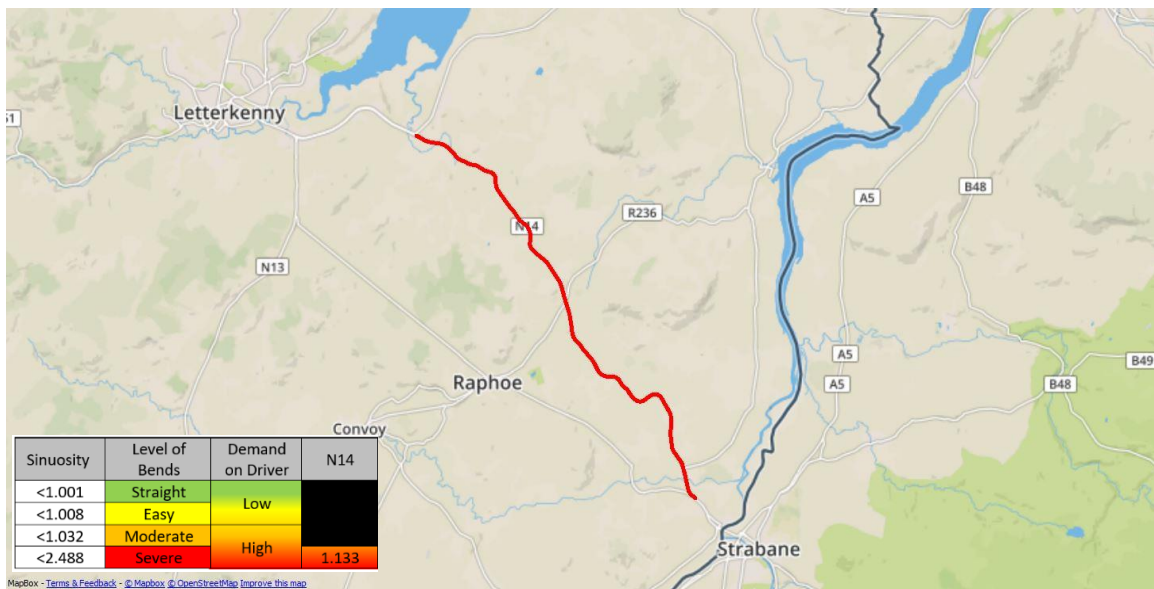 Letterkenny
51
B48
A5
R236
N14
N13
A5
B49
Raphoe
A5
B48
Convoy
Sinuosity Level of Bends Demand on Driver N14
<1.001 Straight Low
<1.008 Easy
<1.032 Moderate High
<2.488 Severe 1.133
Strabane
MapBox - Terms & Feedback - © Mapbox © OpenStreetMap Improve this map